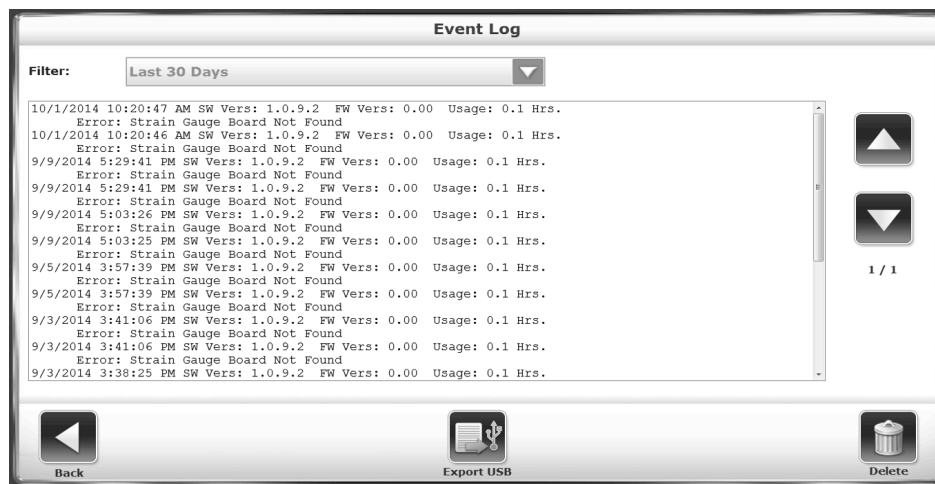 Event Log
Filter: Last 30 Days
10/1/2014 10:20:47 AM SW Vers: 1.0.9.2 FW Vers: 0.00 Usage: 0.1 Hrs.
Error: Strain Gauge Board Not Found
10/1/2014 10:20:46 AM SW Vers: 1.0.9.2 FW Vers: 0.00 Usage: 0.1 Hrs.
Error: Strain Gauge Board Not Found
9/9/2014 5:29:41 PM SW Vers: 1.0.9.2 FW Vers: 0.00 Usage: 0.1 Hrs.
Error: Strain Gauge Board Not Found
9/9/2014 5:29:41 PM SW Vers: 1.0.9.2 FW Vers: 0.00 Usage: 0.1 Hrs.
Error: Strain Gauge Board Not Found
9/9/2014 5:03:26 PM SW Vers: 1.0.9.2 FW Vers: 0.00 Usage: 0.1 Hrs.
Error: Strain Gauge Board Not Found
9/9/2014 5:03:25 PM SW Vers: 1.0.9.2 FW Vers: 0.00 Usage: 0.1 Hrs.
Error: Strain Gauge Board Not Found
9/5/2014 3:57:39 PM SW Vers: 1.0.9.2 FW Vers: 0.00 Usage: 0.1 Hrs.
Error: Strain Gauge Board Not Found
9/5/2014 3:57:39 PM SW Vers: 1.0.9.2 FW Vers: 0.00 Usage: 0.1 Hrs.
Error: Strain Gauge Board Not Found
9/3/2014 3:41:06 PM SW Vers: 1.0.9.2 FW Vers: 0.00 Usage: 0.1 Hrs.
Error: Strain Gauge Board Not Found
9/3/2014 3:41:06 PM SW Vers: 1.0.9.2 FW Vers: 0.00 Usage: 0.1 Hrs.
Error: Strain Gauge Board Not Found
9/3/2014 3:38:25 PM SW Vers: 1.0.9.2 FW Vers: 0.00 Usage: 0.1 Hrs.
1 / 1
Back
Export USB
Delete